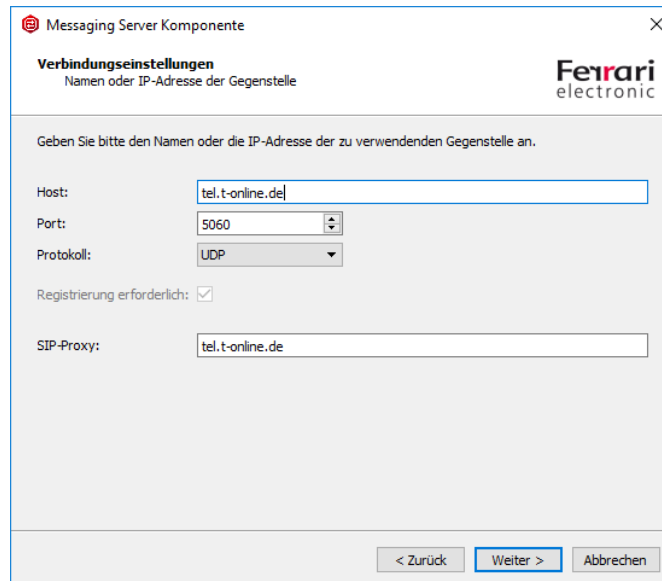 Messaging Server Komponente
Verbindungseinstellungen
Namen oder IP-Adresse der Gegenstelle
Ferrari
electronic
Geben Sie bitte den Namen oder die IP-Adresse der zu verwendenden Gegenstelle an.
Host: tel.t-online.de
Port: 5060
Protokoll: UDP
Registrierung erforderlich:
SIP-Proxy: tel.t-online.de
< Zurück Weiter > Abbrechen